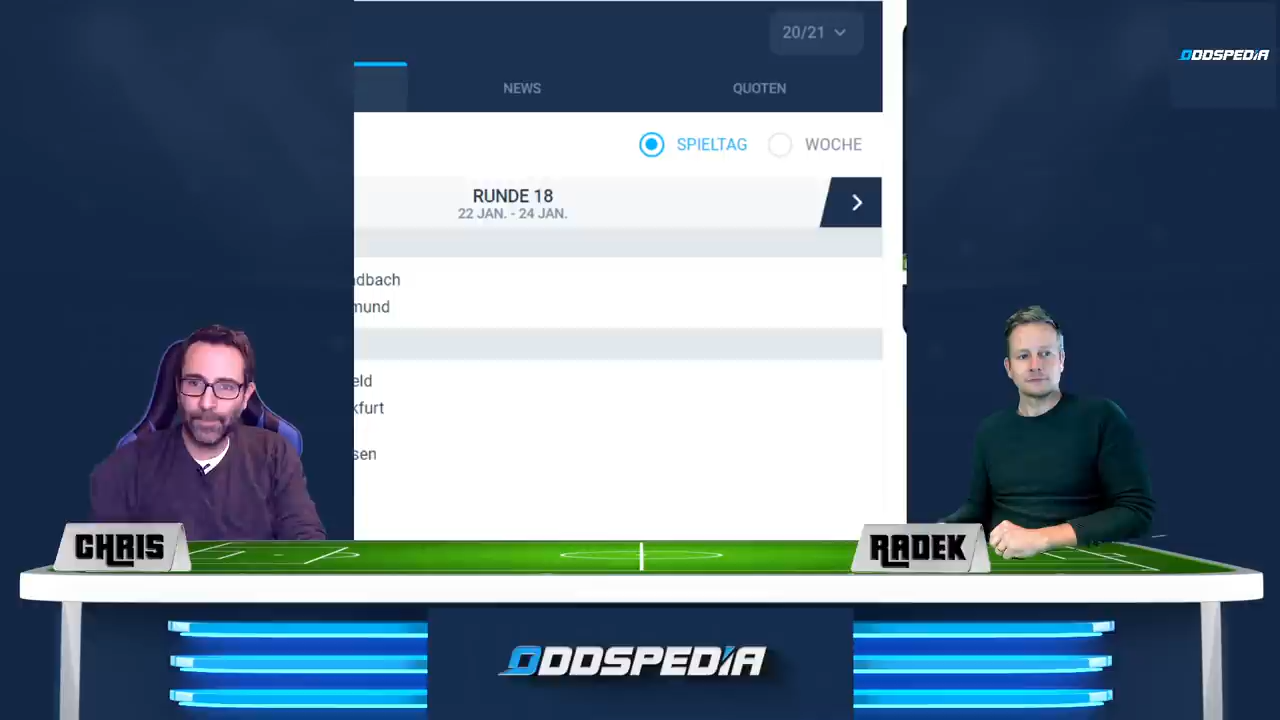 20/21
ODDSPEDIA
NEWS
QUOTEN
SPIELTAG
WOCHE
RUNDE 18
22 JAN. - 24 JAN.
dbach
mund
eld
kfurt
sen
CHRIS
RADEK
ODDSPEDIA